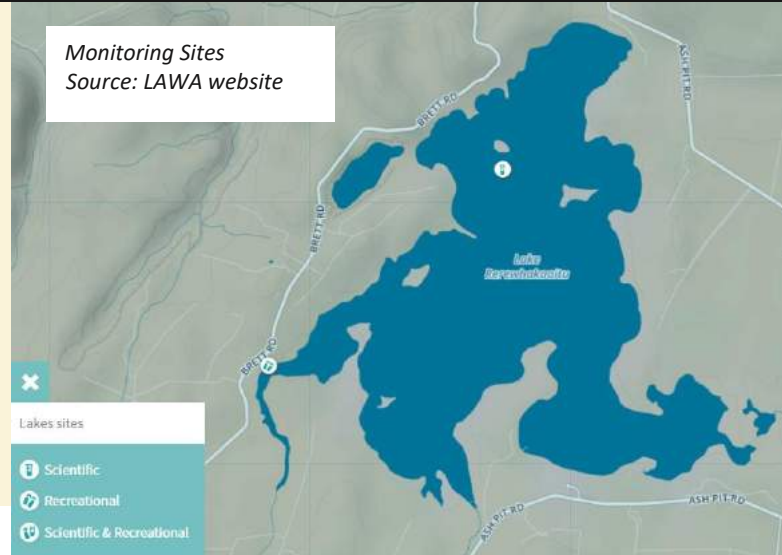 Monitoring Sites
Source: LAWA website
BRETT RD
ASH PIT RD
BRETT RD
Lake
Rerewhakaaitu
BRETT RD
Lakes sites
Scientific
Recreational
Scientific & Recreational
ASH PIT RD
ASH PIT RD